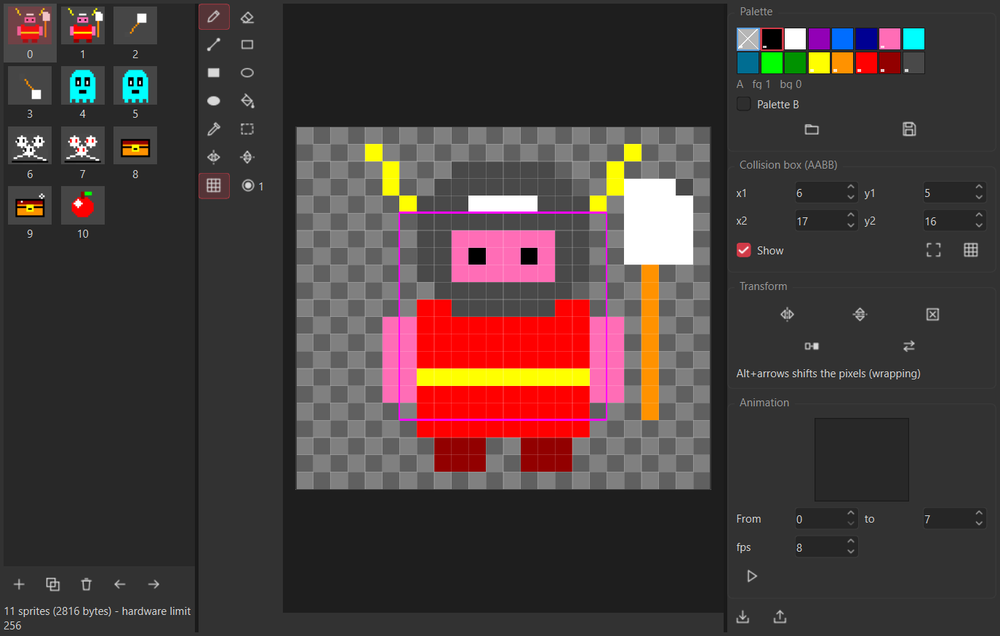 0 1 2
3 4 5
6 7 8
9 10
11 sprites (2816 bytes) - hardware limit
256
1
Palette
A fg 1 bg 0
Palette B
Collision box (AABB)
x1 6 y1 5
x2 17 y2 16
Show
Transform
Alt+arrows shifts the pixels (wrapping)
Animation
From 0 to 7
fps 8